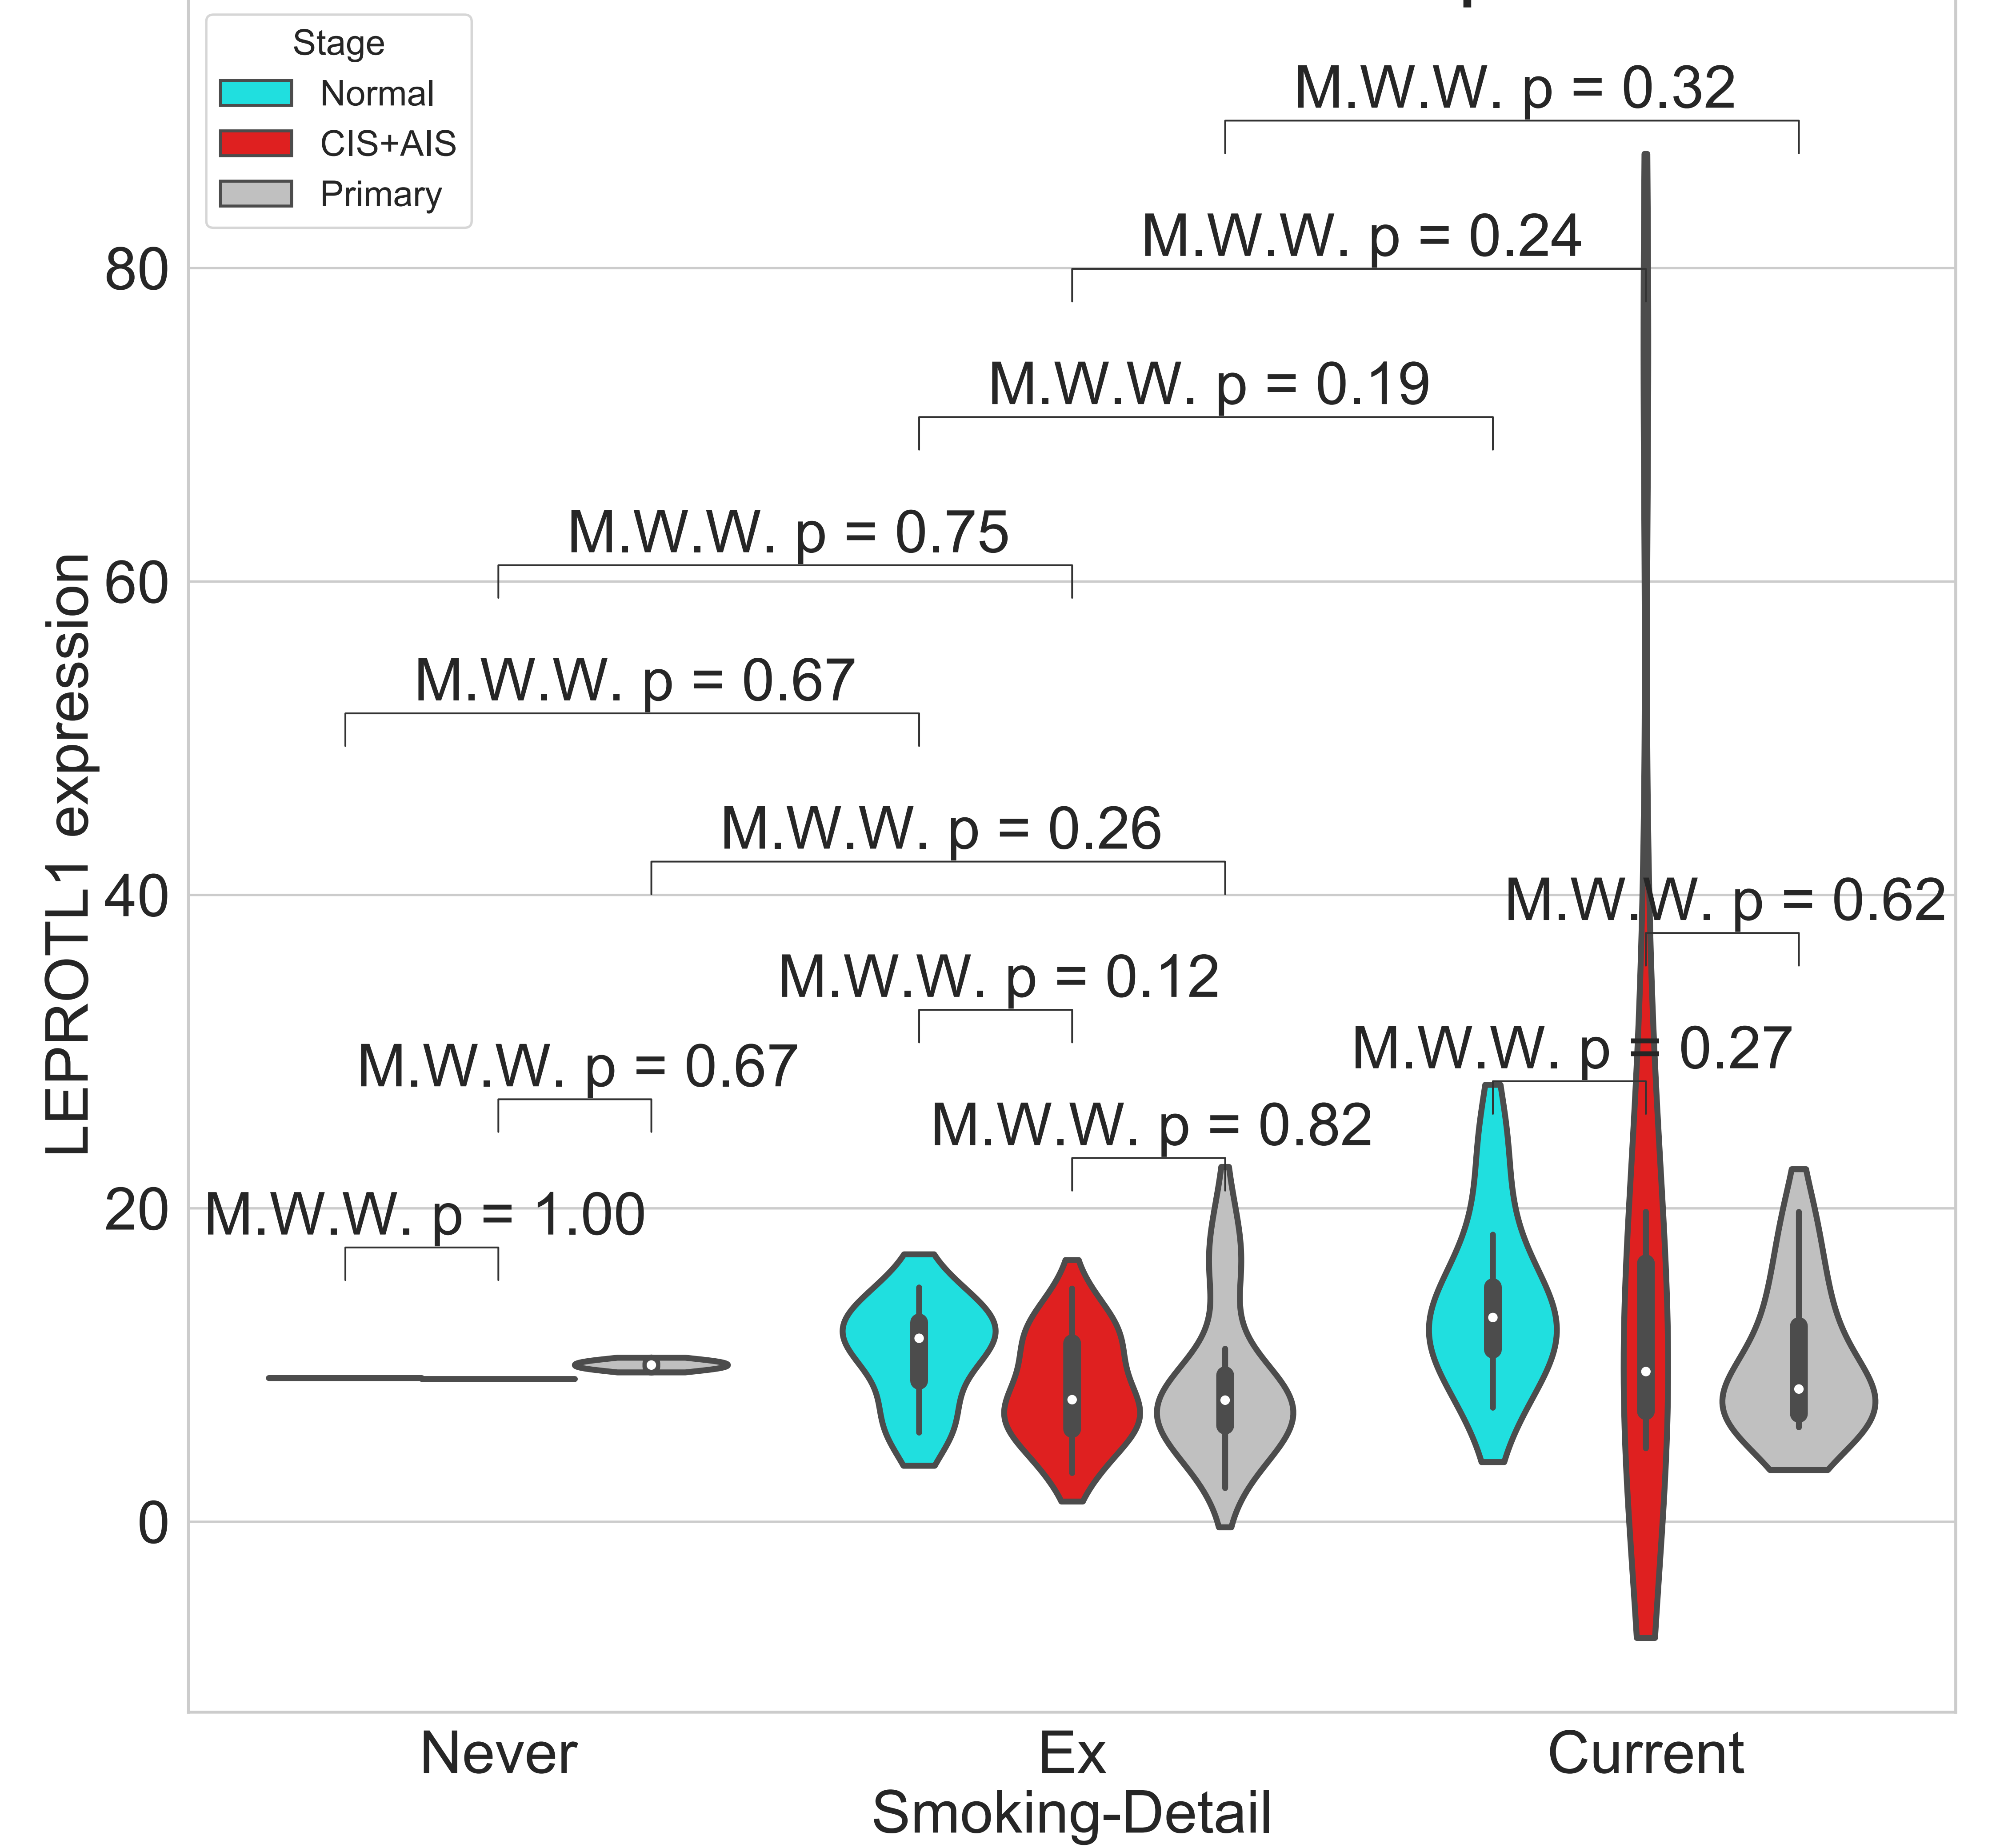 Stage
Normal
CIS+AIS
Primary
M.W.W. p = 0.32
M.W.W. p = 0.24
M.W.W. p = 0.19
M.W.W. p = 0.75
M.W.W. p = 0.67
M.W.W. p = 0.26
M.W.W. p = 0.62
M.W.W. p = 0.12
M.W.W. p = 0.27
M.W.W. p = 0.67
M.W.W. p = 0.82
M.W.W. p = 1.00
80
60
40
20
0
LEPROTL1 expression
Never
Ex
Current
Smoking-Detail